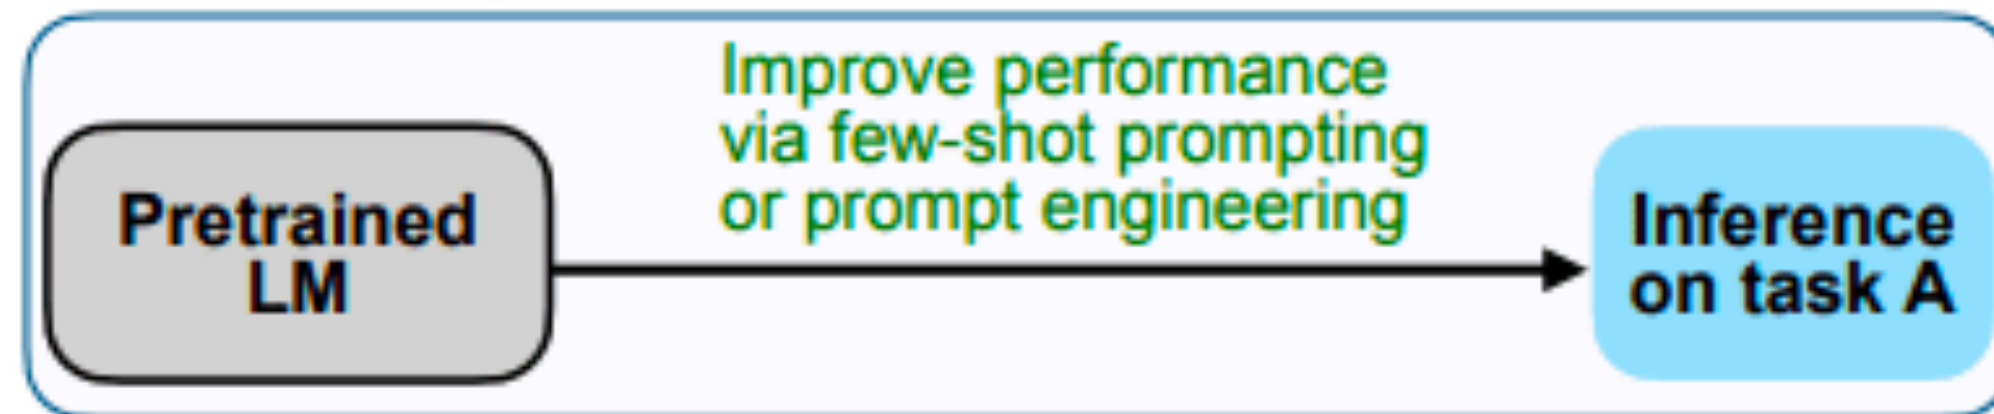 Improve performance
via few-shot prompting
or prompt engineering
Pretrained
LM
Inference
on task A